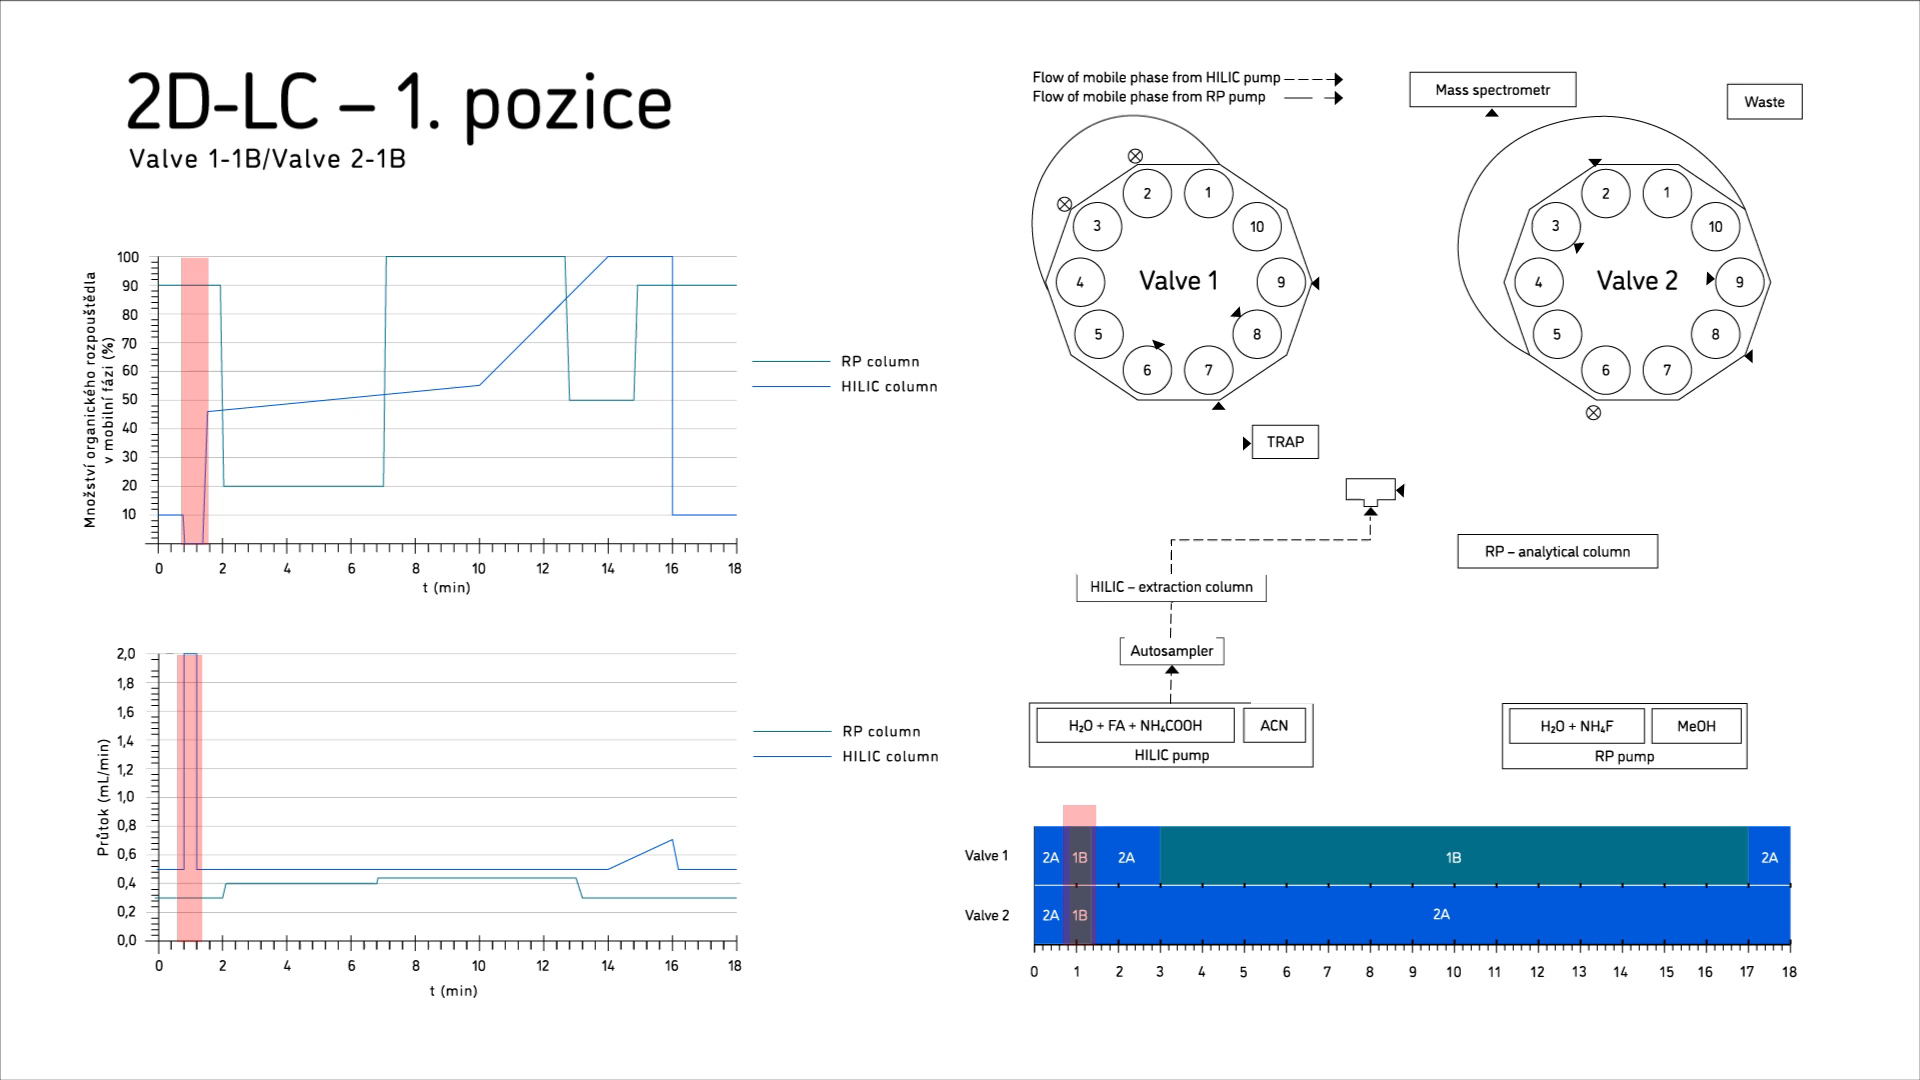 2D-LC – 1. pozice
Valve 1-1B/Valve 2-1B
Množství organického rozpouštědla
v mobilní fázi (%)
100
90
80
70
60
50
40
30
20
10
0 2 4 6 8 10 12 14 16 18
t (min)
RP column
HILIC column
Průtok (mL/min)
2,0
1,8
1,6
1,4
1,2
1,0
0,8
0,6
0,4
0,2
0,0
0 2 4 6 8 10 12 14 16 18
t (min)
RP column
HILIC column
Flow of mobile phase from HILIC pump
Flow of mobile phase from RP pump
Mass spectrometr
Waste
2 1
3 10
4 Valve 1 9
5 8
6 7
2 1
3 10
4 Valve 2 9
5 8
6 7
TRAP
RP – analytical column
HILIC – extraction column
Autosampler
H₂O + FA + NH₄COOH ACN
HILIC pump
H₂O + NH₄F MeOH
RP pump
Valve 1 2A 1B 2A 1B 2A
Valve 2 2A 1B 2A
0 1 2 3 4 5 6 7 8 9 10 11 12 13 14 15 16 17 18